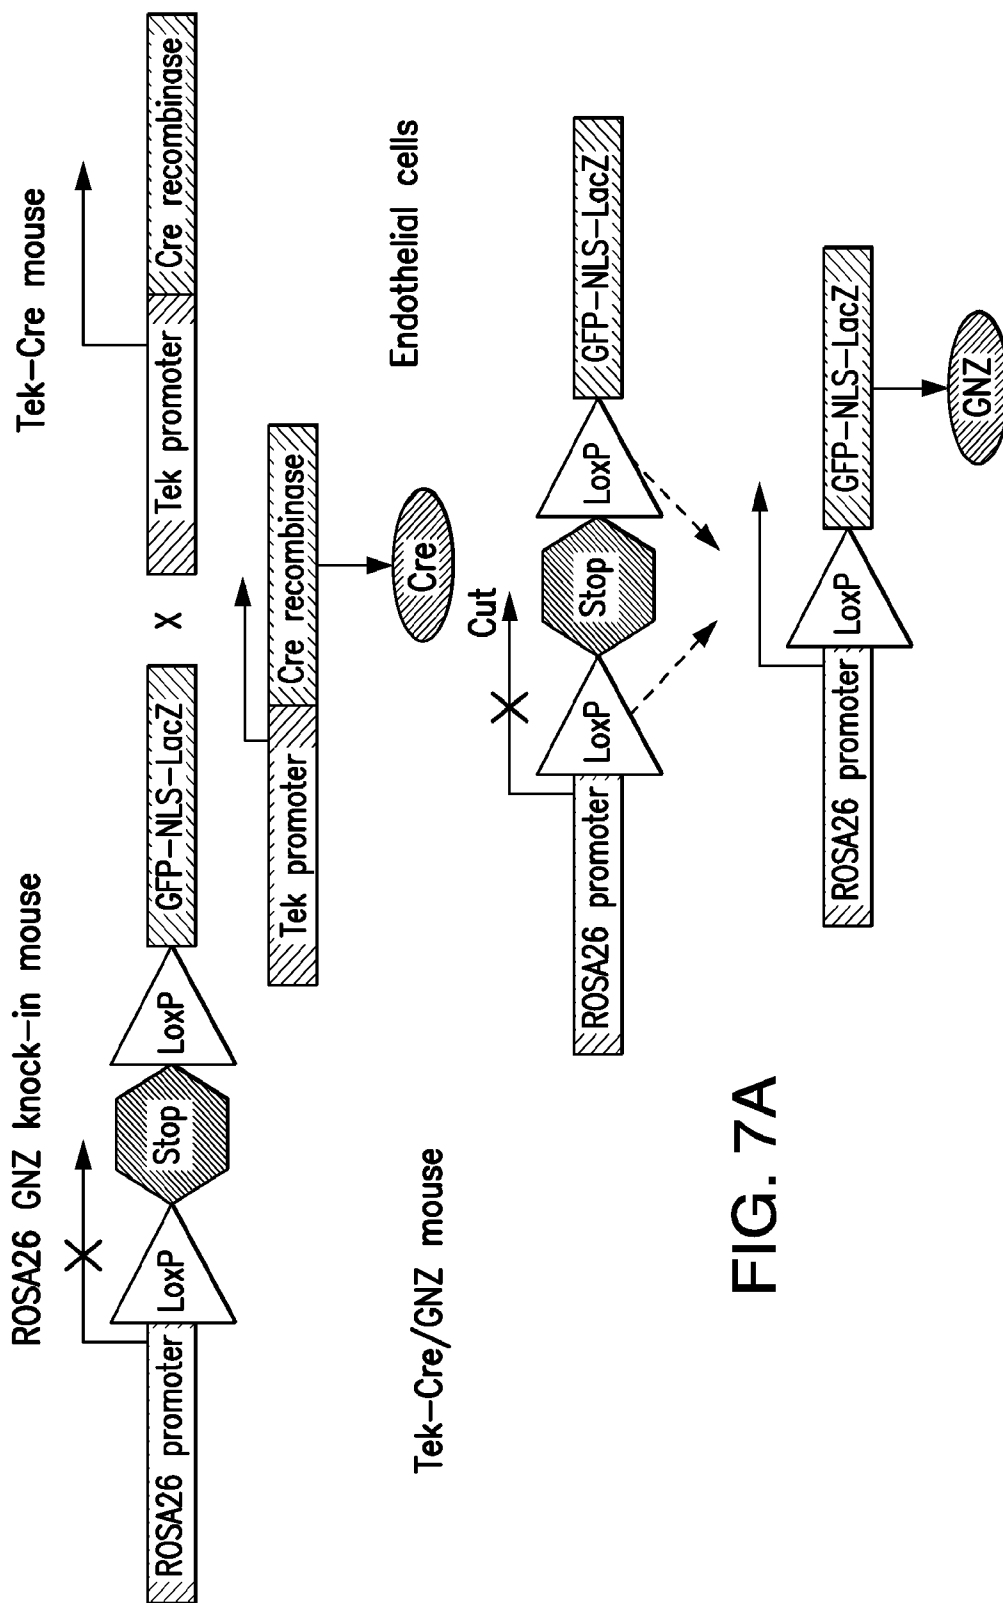 ROSA26 GNZ knock-in mouse
Tek-Cre mouse
ROSA26 promoter
LoxP
Stop
LoxP
GFP-NLS-LacZ
X
Tek promoter
Cre recombinase
Tek promoter
Cre recombinase
Cre
Tek-Cre/GNZ mouse
Endothelial cells
Cut
ROSA26 promoter
LoxP
Stop
LoxP
GFP-NLS-LacZ
ROSA26 promoter
LoxP
GFP-NLS-LacZ
GNZ
FIG. 7A